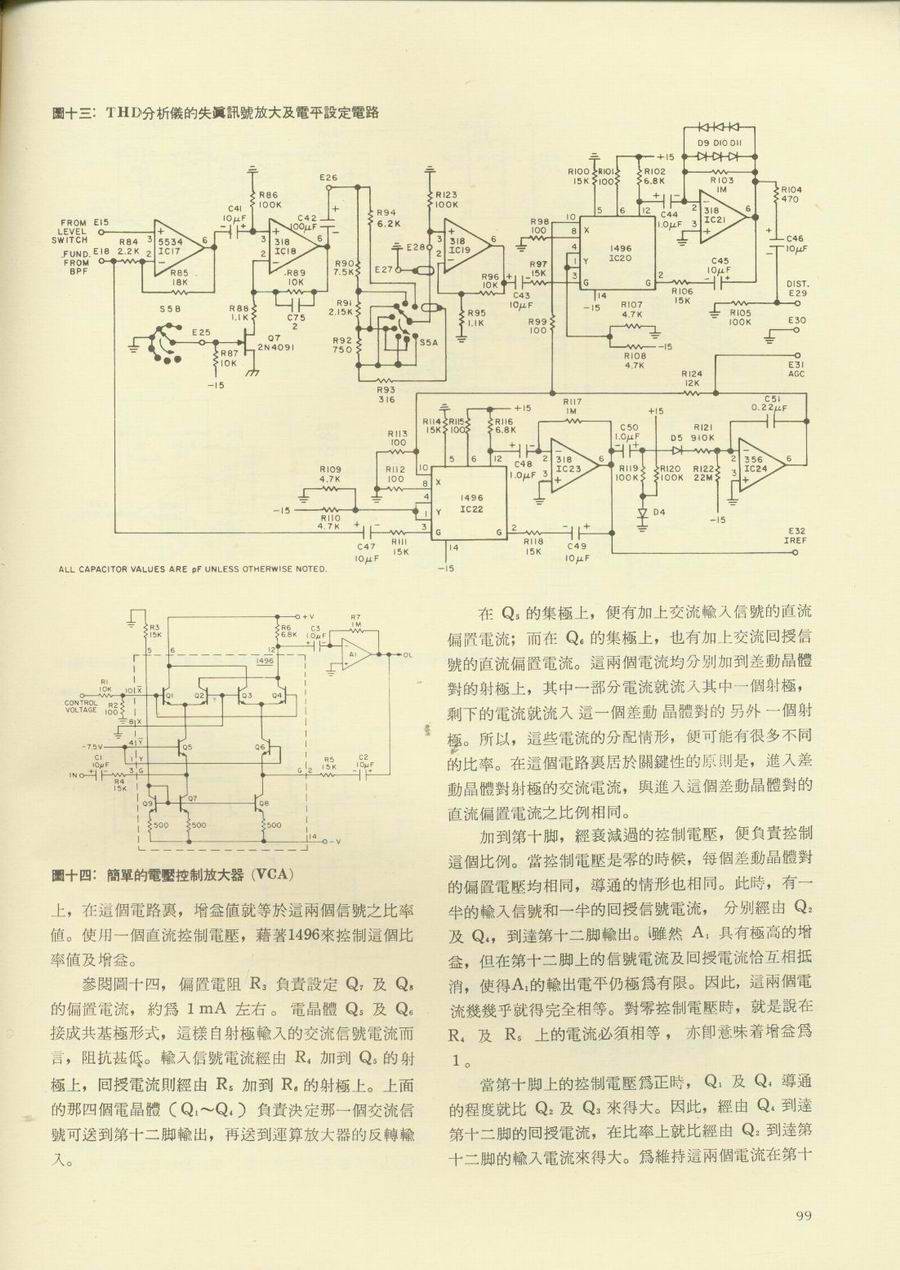 圖十三: THD分析儀的失眞訊號放大及電平設定電路
D9 D10 D11
+15
R100
15K
R101
100
R102
6.8K
R103
1M
R104
470
E26
R86
100K
C41
10μF
C42
100μF
R94
6.2K
R123
100K
FROM E15
LEVEL
SWITCH
FUND. E18
FROM
BPF
R84
2.2K
5534
IC17
318
IC18
R85
18K
R89
10K
C75
2
R88
1.1K
S5B
E25
R87
10K
-15
Q7
2N4091
R90
7.5K
R91
2.15K
R92
750
R93
316
E27
E28
S5A
318
IC19
R96
10K
R95
1.1K
C43
10μF
R97
15K
R98
100
R99
100
1496
IC20
X
Y
G
G
-15
C44
1.0μF
318
IC21
C45
10μF
R106
15K
C46
10μF
R105
100K
DIST.
E29
E30
R107
4.7K
R108
4.7K
-15
E31
AGC
R124
12K
R113
100
R112
100
R114
15K
R115
100
R116
6.8K
+15
R117
1M
C48
1.0μF
318
IC23
C50
1.0μF
R119
100K
R120
100K
+15
D5
D4
R121
910K
R122
22M
-15
C51
0.22μF
356
IC24
R109
4.7K
R110
4.7K
-15
C47
10μF
R111
15K
1496
IC22
X
Y
G
G
14
-15
R118
15K
C49
10μF
E32
IREF
ALL CAPACITOR VALUES ARE pF UNLESS OTHERWISE NOTED.
R3
15K
R6
6.8K
+V
C3
1.0μF
R7
1M
A1
OL
1496
R1
10K
CONTROL
VOLTAGE
R2
100
Q1
Q2
Q3
Q4
-7.5V
Q5
Q6
C1
10μF
IN
R4
15K
R5
15K
C2
10μF
Q9
Q7
Q8
500
500
500
14
-V
圖十四: 簡單的電壓控制放大器 (VCA)
上，在這個電路裏，增益值就等於這兩個信號之比率
値。使用一個直流控制電壓，藉著1496來控制這個比
率値及增益。
參閱圖十四，偏置電阻 R₃ 負責設定 Q₇ 及 Q₈
的偏置電流，約爲 1 mA 左右。電晶體 Q₅ 及 Q₆
接成共基極形式，這樣自射極輸入的交流信號電流而
言，阻抗甚低。輸入信號電流經由 R₄ 加到 Q₅ 的射
極上，回授電流則經由 R₅ 加到 R₆ 的射極上。上面
的那四個電晶體（Q₁～Q₄）負責決定那一個交流信
號可送到第十二脚輸出，再送到運算放大器的反轉輸
入。
在 Q₅ 的集極上，便有加上交流輸入信號的直流
偏置電流；而在 Q₆ 的集極上，也有加上交流回授信
號的直流偏置電流。這兩個電流均分別加到差動晶體
對的射極上，其中一部分電流就流入其中一個射極，
剩下的電流就流入這一個差動晶體對的另外一個射
極。所以，這些電流的分配情形，便可能有很多不同
的比率。在這個電路裏居於關鍵性的原則是，進入差
動晶體對射極的交流電流，與進入這個差動晶體對的
直流偏置電流之比例相同。
加到第十脚，經衰減過的控制電壓，便負責控制
這個比例。當控制電壓是零的時候，每個差動晶體對
的偏置電壓均相同，導通的情形也相同。此時，有一
半的輸入信號和一半的回授信號電流，分別經由 Q₂
及 Q₄，到達第十二脚輸出。雖然 A₁ 具有極高的增
益，但在第十二脚上的信號電流及回授電流恰互相抵
消，使得A₁的輸出電平仍極爲有限。因此，這兩個電
流幾幾乎就得完全相等。對零控制電壓時，就是說在
R₄ 及 R₅ 上的電流必須相等，亦即意味着增益爲
1。
當第十脚上的控制電壓爲正時，Q₁ 及 Q₄ 導通
的程度就比 Q₂ 及 Q₃ 來得大。因此，經由 Q₄ 到達
第十二脚的回授電流，在比率上就比經由 Q₂ 到達第
十二脚的輸入電流來得大。爲維持這兩個電流在第十
99